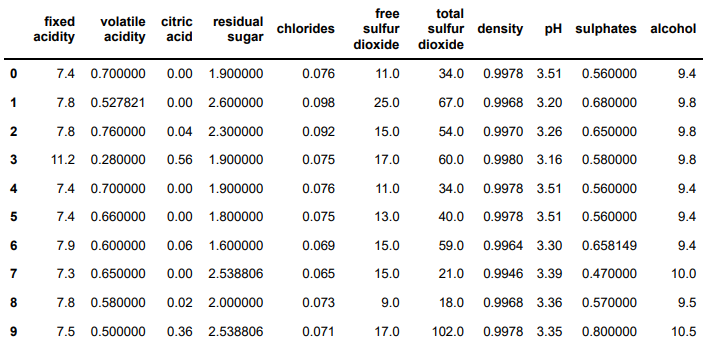 fixed acidity volatile acidity citric acid residual sugar chlorides free sulfur dioxide total sulfur dioxide density pH sulphates alcohol
0 7.4 0.700000 0.00 1.900000 0.076 11.0 34.0 0.9978 3.51 0.560000 9.4
1 7.8 0.527821 0.00 2.600000 0.098 25.0 67.0 0.9968 3.20 0.680000 9.8
2 7.8 0.760000 0.04 2.300000 0.092 15.0 54.0 0.9970 3.26 0.650000 9.8
3 11.2 0.280000 0.56 1.900000 0.075 17.0 60.0 0.9980 3.16 0.580000 9.8
4 7.4 0.700000 0.00 1.900000 0.076 11.0 34.0 0.9978 3.51 0.560000 9.4
5 7.4 0.660000 0.00 1.800000 0.075 13.0 40.0 0.9978 3.51 0.560000 9.4
6 7.9 0.600000 0.06 1.600000 0.069 15.0 59.0 0.9964 3.30 0.658149 9.4
7 7.3 0.650000 0.00 2.538806 0.065 15.0 21.0 0.9946 3.39 0.470000 10.0
8 7.8 0.580000 0.02 2.000000 0.073 9.0 18.0 0.9968 3.36 0.570000 9.5
9 7.5 0.500000 0.36 2.538806 0.071 17.0 102.0 0.9978 3.35 0.800000 10.5